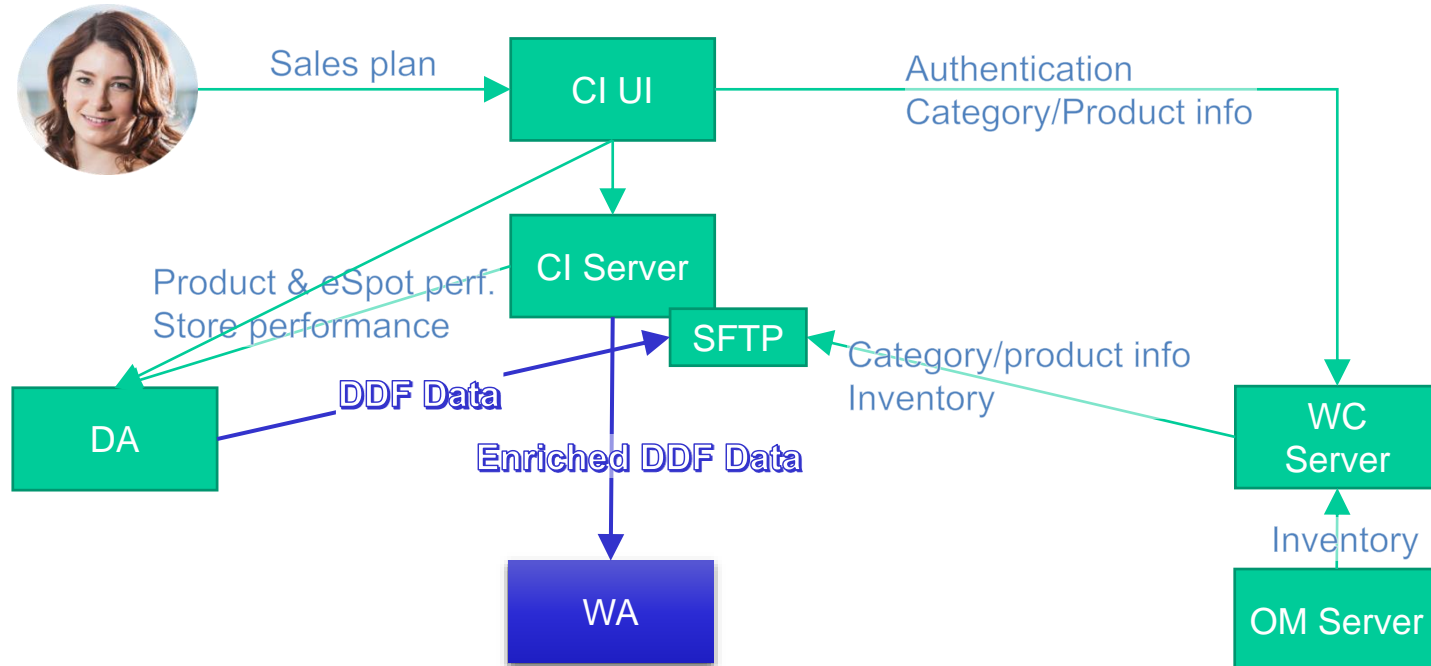 Sales plan
CI UI
Authentication
Category/Product info
CI Server
Product & eSpot perf.
Store performance
SFTP
Category/product info
Inventory
DDF Data
DA
WC
Server
Enriched DDF Data
Inventory
WA
OM Server